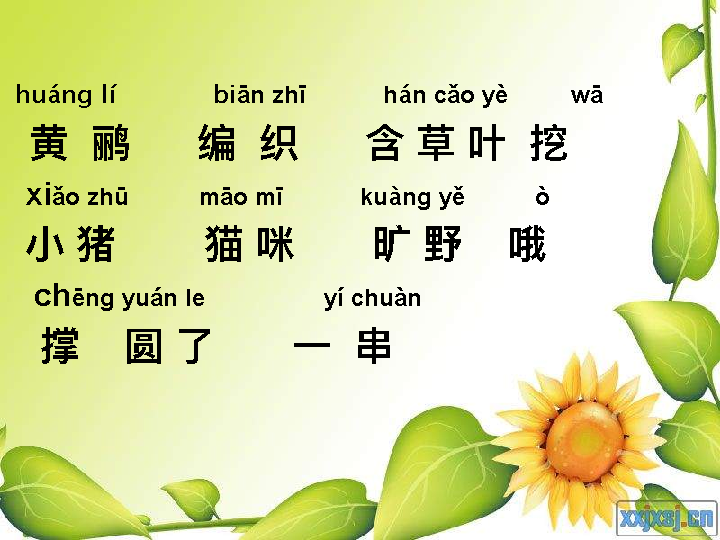 huáng lí biān zhī hán cǎo yè wā
黄 鹂 编 织 含 草 叶 挖
xiǎo zhū māo mī kuàng yě ò
小 猪 猫 咪 旷 野 哦
chēng yuán le yí chuàn
撑 圆 了 一 串
xxjxsj.cn